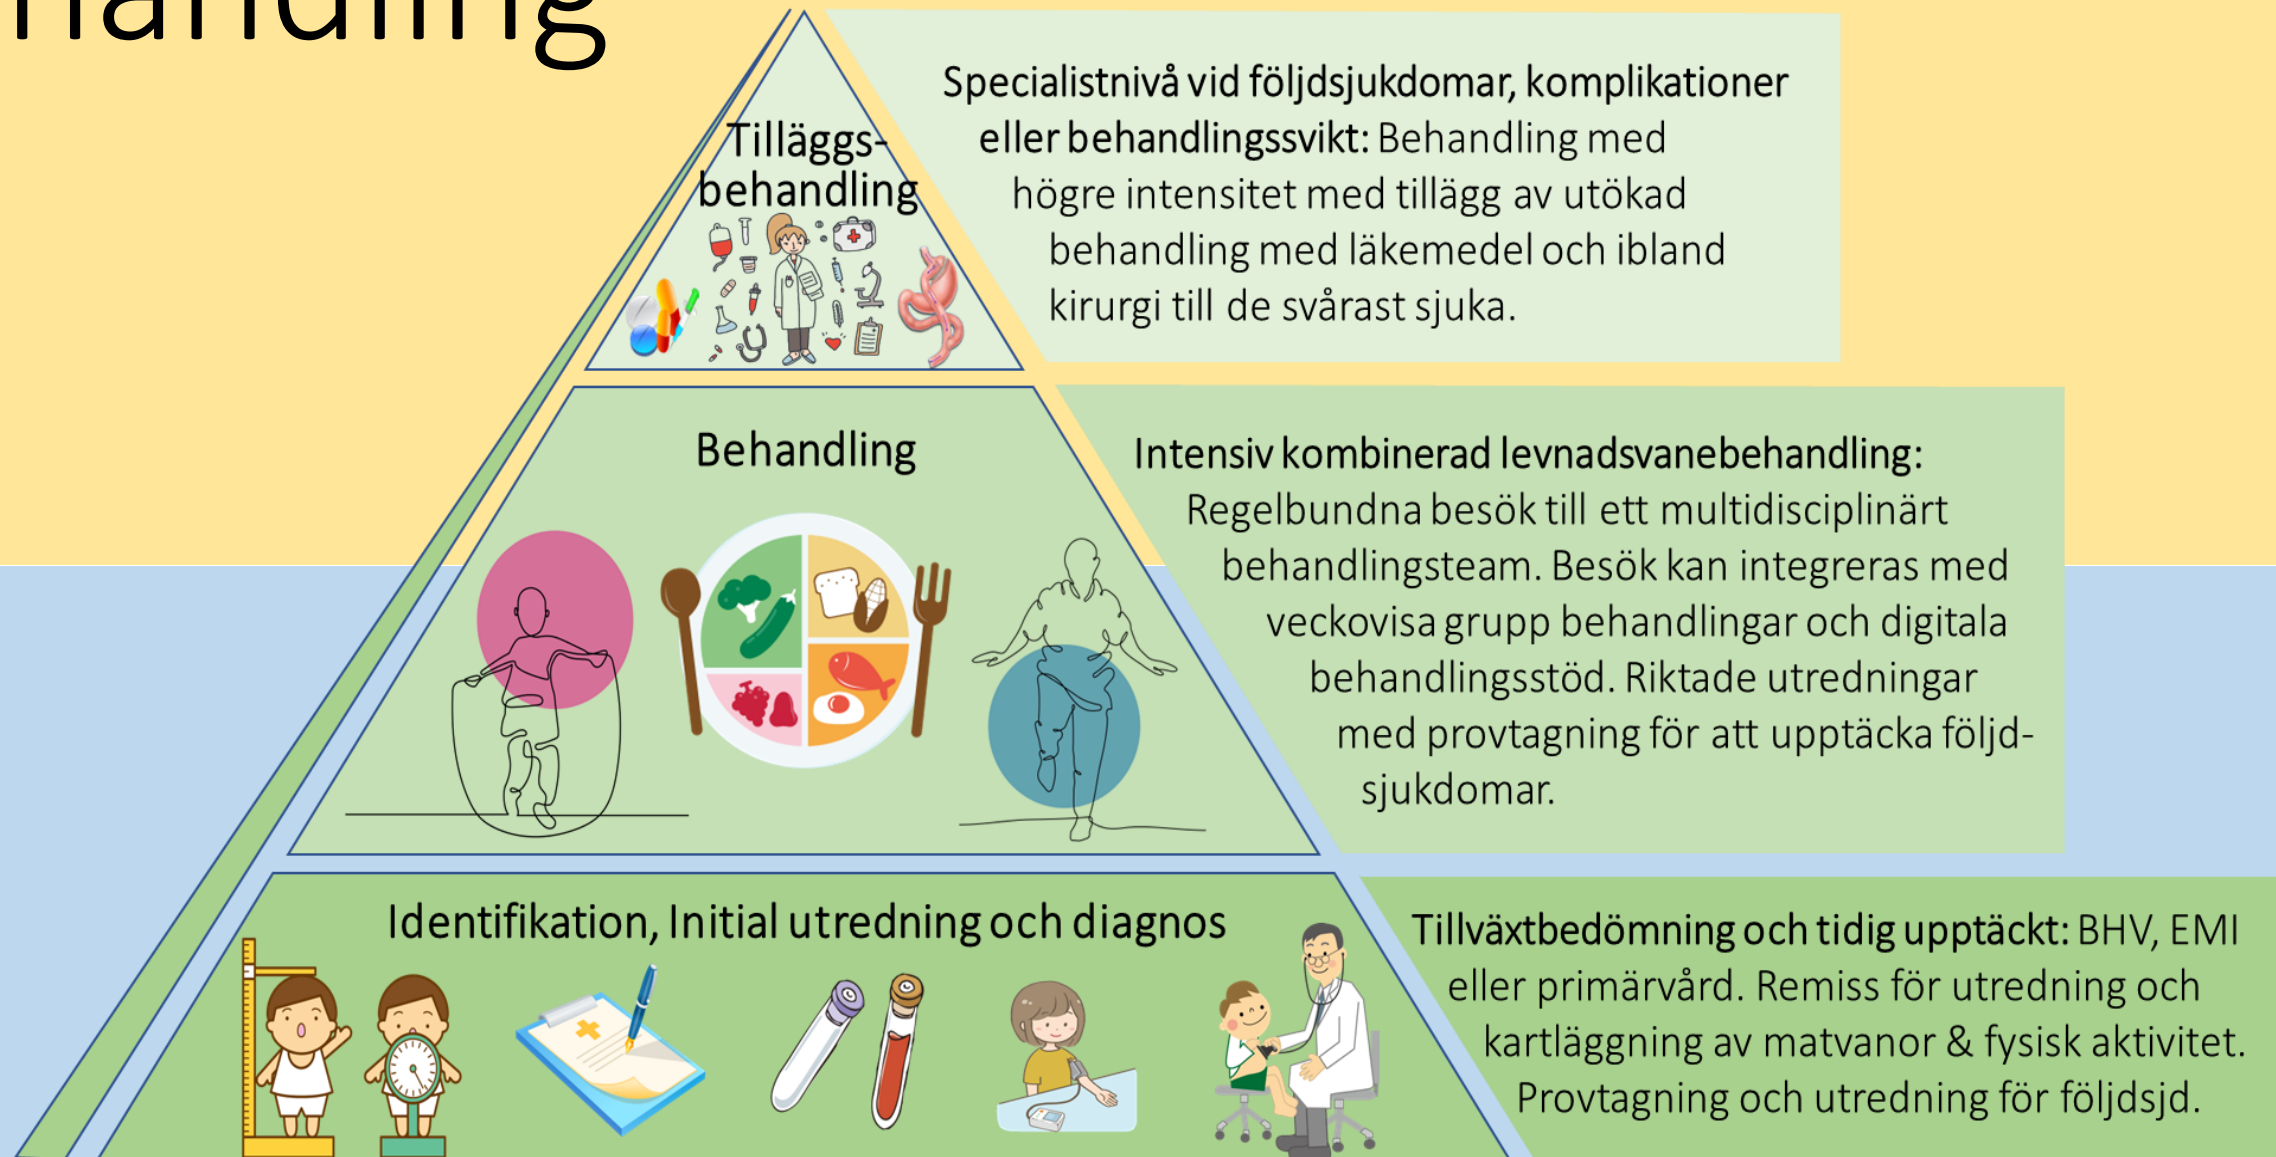 handling
Tilläggs-
behandling
Specialistnivå vid följdsjukdomar, komplikationer
eller behandlingssvikt: Behandling med
högre intensitet med tillägg av utökad
behandling med läkemedel och ibland
kirurgi till de svårast sjuka.
Behandling
Intensiv kombinerad levnadsvanebehandling:
Regelbundna besök till ett multidisciplinärt
behandlingsteam. Besök kan integreras med
veckovisa grupp behandlingar och digitala
behandlingsstöd. Riktade utredningar
med provtagning för att upptäcka följd-
sjukdomar.
Identifikation, Initial utredning och diagnos
Tillväxtbedömning och tidig upptäckt: BHV, EMI
eller primärvård. Remiss för utredning och
kartläggning av matvanor & fysisk aktivitet.
Provtagning och utredning för följdsjd.